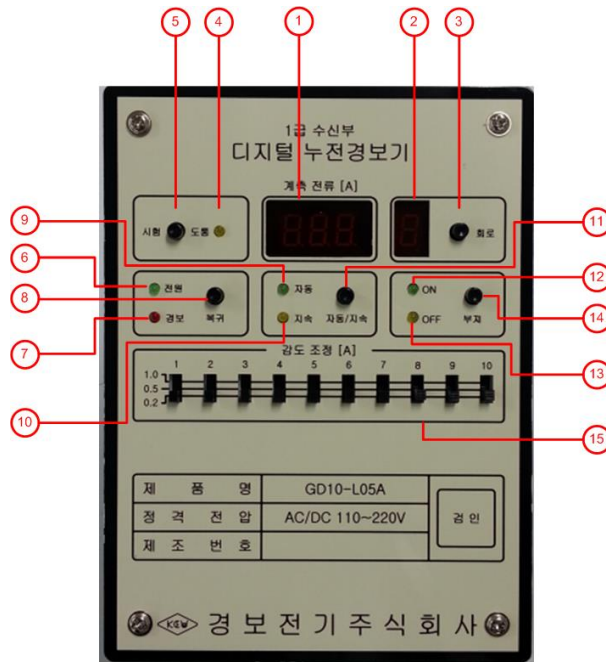 5 4 1 2 3
1급 수신부
디지털 누전경보기
계측 전류 [A]
시험 도통 회로
9 11
6 전원 자동 ON 12
8 14
7 경보 복귀 지속 자동/지속 OFF 부저
13
감도 조정 [A]
10
1 2 3 4 5 6 7 8 9 10
1.0
0.5
0.2
15
제 품 명 GD10-L05A
정 격 전 압 AC/DC 110~220V 검 인
제 조 번 호
경보전기주식회사